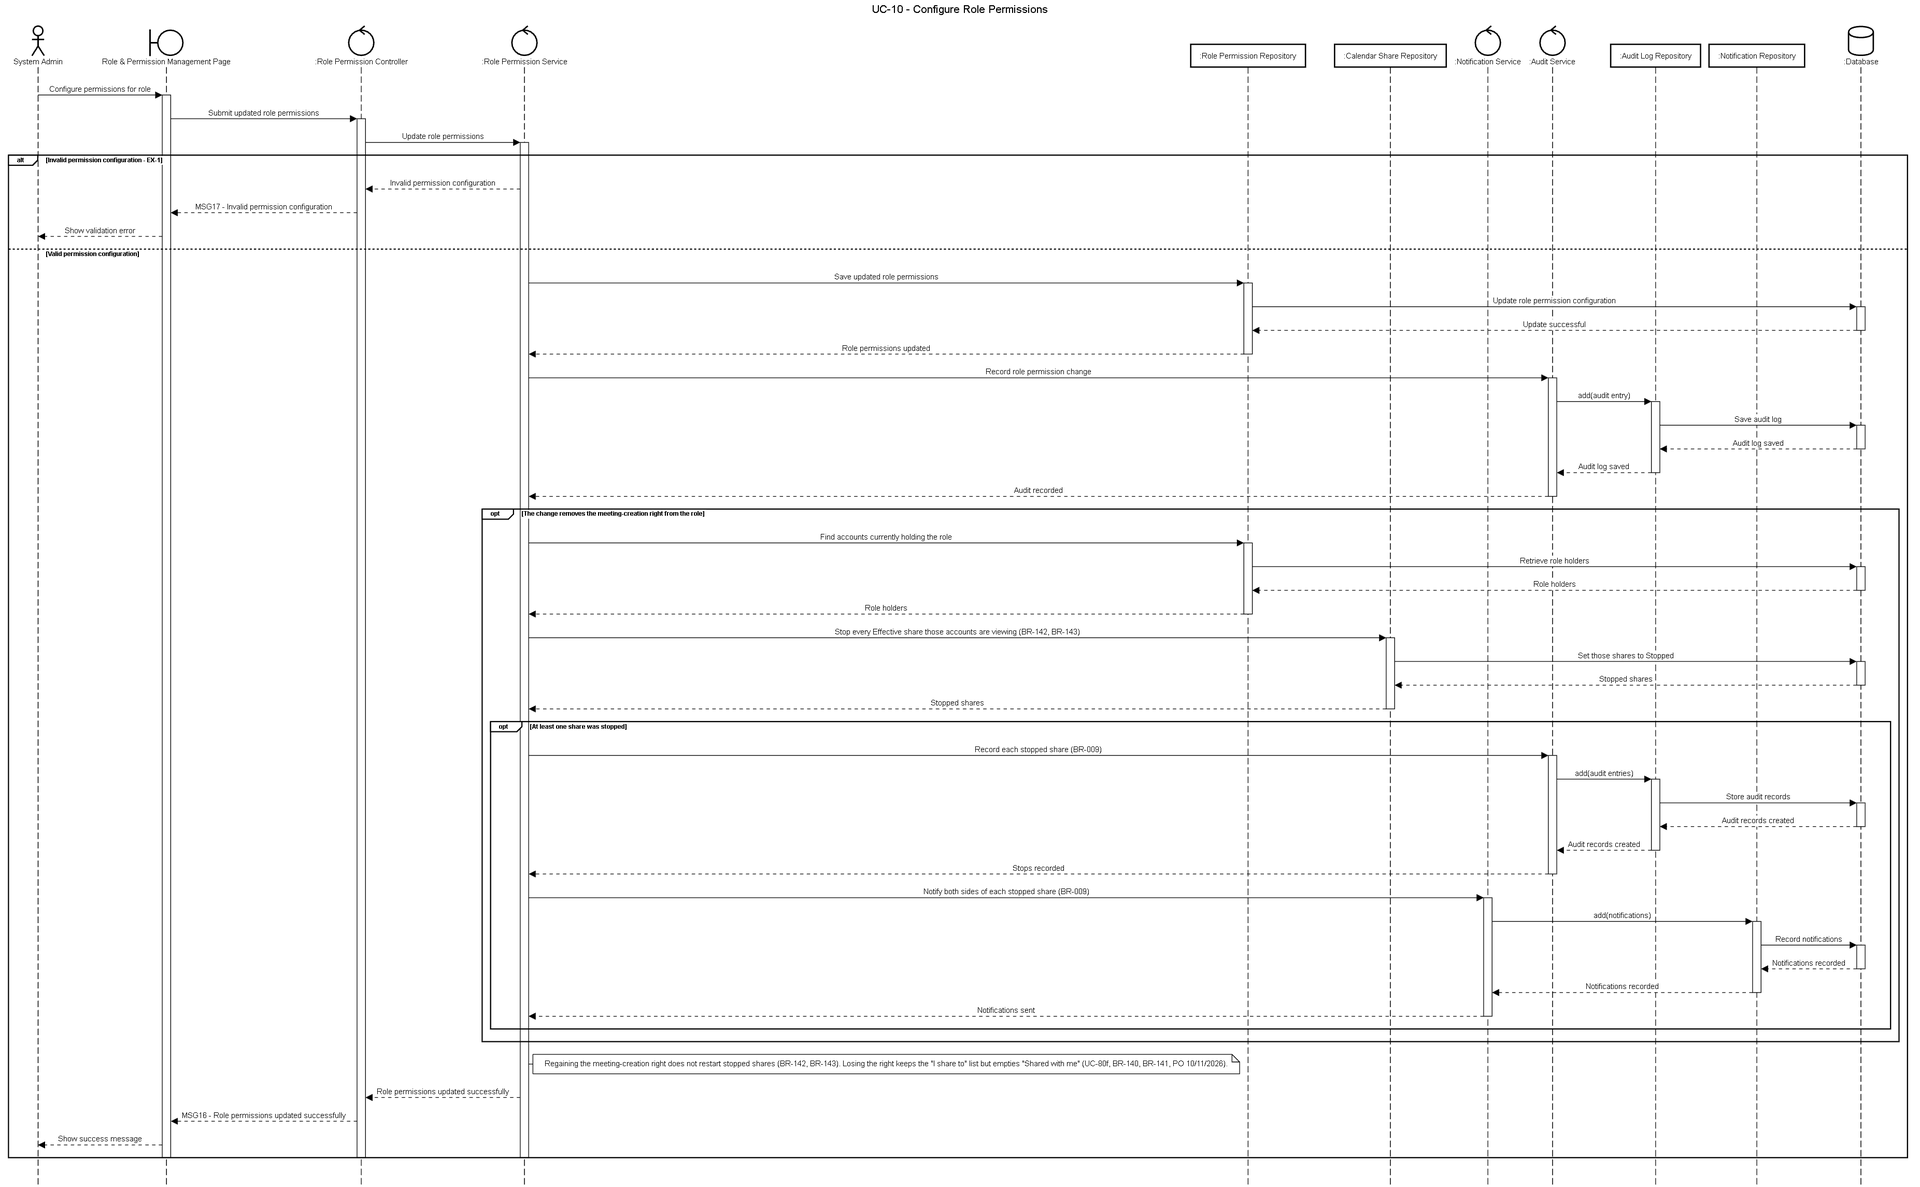 UC-10 - Configure Role Permissions
System Admin
Role & Permission Management Page
:Role Permission Controller
:Role Permission Service
:Role Permission Repository
:Calendar Share Repository
:Notification Service
:Audit Service
:Audit Log Repository
:Notification Repository
:Database
Configure permissions for role
Submit updated role permissions
Update role permissions
alt
[Invalid permission configuration - EX-1]
Invalid permission configuration
MSG17 - Invalid permission configuration
Show validation error
[Valid permission configuration]
Save updated role permissions
Update role permission configuration
Update successful
Role permissions updated
Record role permission change
add(audit entry)
Save audit log
Audit log saved
Audit log saved
Audit recorded
opt
[The change removes the meeting-creation right from the role]
Find accounts currently holding the role
Retrieve role holders
Role holders
Role holders
Stop every Effective share those accounts are viewing (BR-142, BR-143)
Set those shares to Stopped
Stopped shares
Stopped shares
opt
[At least one share was stopped]
Record each stopped share (BR-009)
add(audit entries)
Store audit records
Audit records created
Audit records created
Stops recorded
Notify both sides of each stopped share (BR-009)
add(notifications)
Record notifications
Notifications recorded
Notifications recorded
Notifications sent
Regaining the meeting-creation right does not restart stopped shares (BR-142, BR-143). Losing the right keeps the "I share to" list but empties "Shared with me" (UC-80f, BR-140, BR-141, PO 10/11/2026).
Role permissions updated successfully
MSG16 - Role permissions updated successfully
Show success message